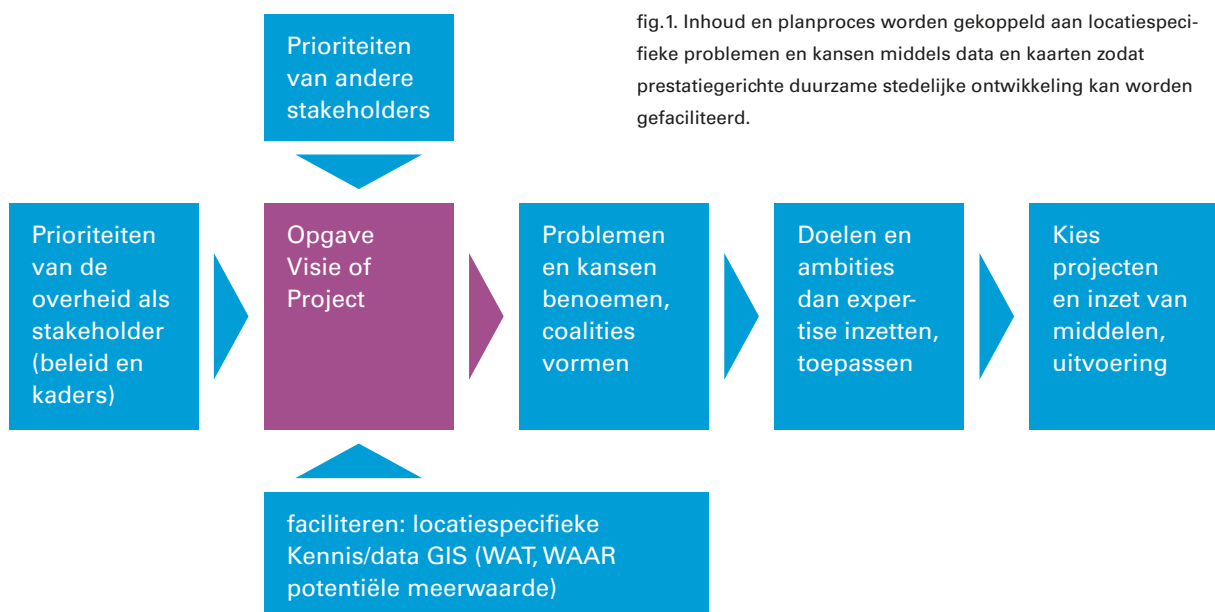 Prioriteiten
van andere
stakeholders
fig.1. Inhoud en planproces worden gekoppeld aan locatiespeci-
fieke problemen en kansen middels data en kaarten zodat
prestatiegerichte duurzame stedelijke ontwikkeling kan worden
gefaciliteerd.
Prioriteiten
van de
overheid als
stakeholder
(beleid en
kaders)
Opgave
Visie of
Project
Problemen
en kansen
benoemen,
coalities
vormen
Doelen en
ambities
dan exper-
tise inzetten,
toepassen
Kies
projecten
en inzet van
middelen,
uitvoering
faciliteren: locatiespecifieke
Kennis/data GIS (WAT, WAAR
potentiële meerwaarde)